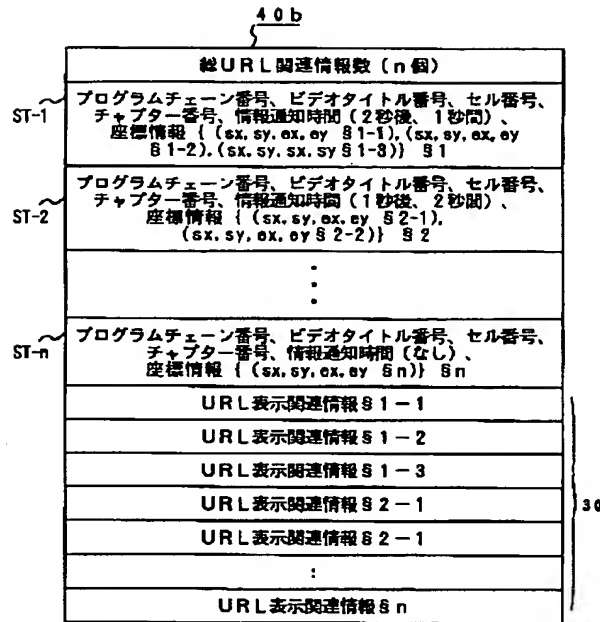 40b
総URL関連情報数(n個)
ST-1
プログラムチェーン番号、ビデオタイトル番号、セル番号、
チャプター番号、情報通知時間(2秒後、1秒間)、
座標情報 { (sx,sy,ex,ey §1-1),(sx,sy,ex,ey
§1-2),(sx,sy,sx,sy§1-3)} §1
ST-2
プログラムチェーン番号、ビデオタイトル番号、セル番号、
チャプター番号、情報通知時間(1秒後、2秒間)、
座標情報 { (sx,sy,ex,ey §2-1),
(sx,sy,ex,ey§2-2)} §2
ST-n
プログラムチェーン番号、ビデオタイトル番号、セル番号、
チャプター番号、情報通知時間(なし)、
座標情報 { (sx,sy,ex,ey §n)} §n
URL表示関連情報§1-1
URL表示関連情報§1-2
URL表示関連情報§1-3
URL表示関連情報§2-1
URL表示関連情報§2-1
:
URL表示関連情報§n
30